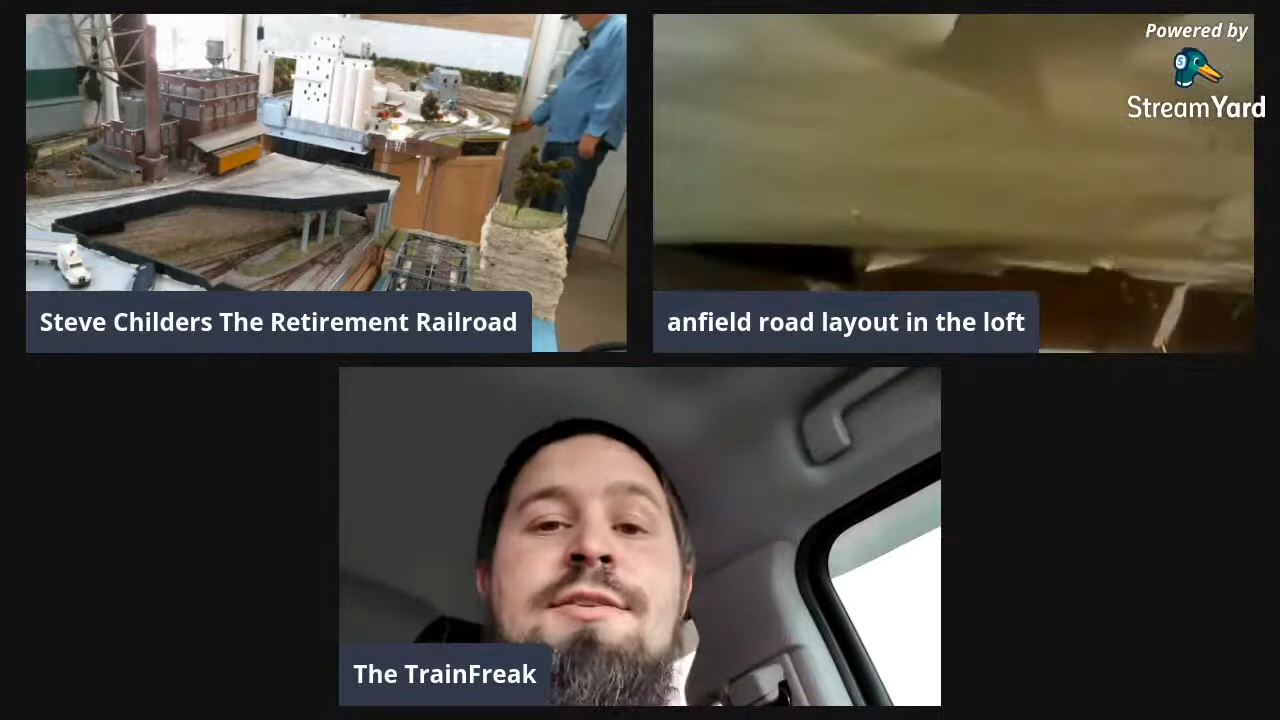 Powered by
StreamYard
Steve Childers The Retirement Railroad
anfield road layout in the loft
The TrainFreak